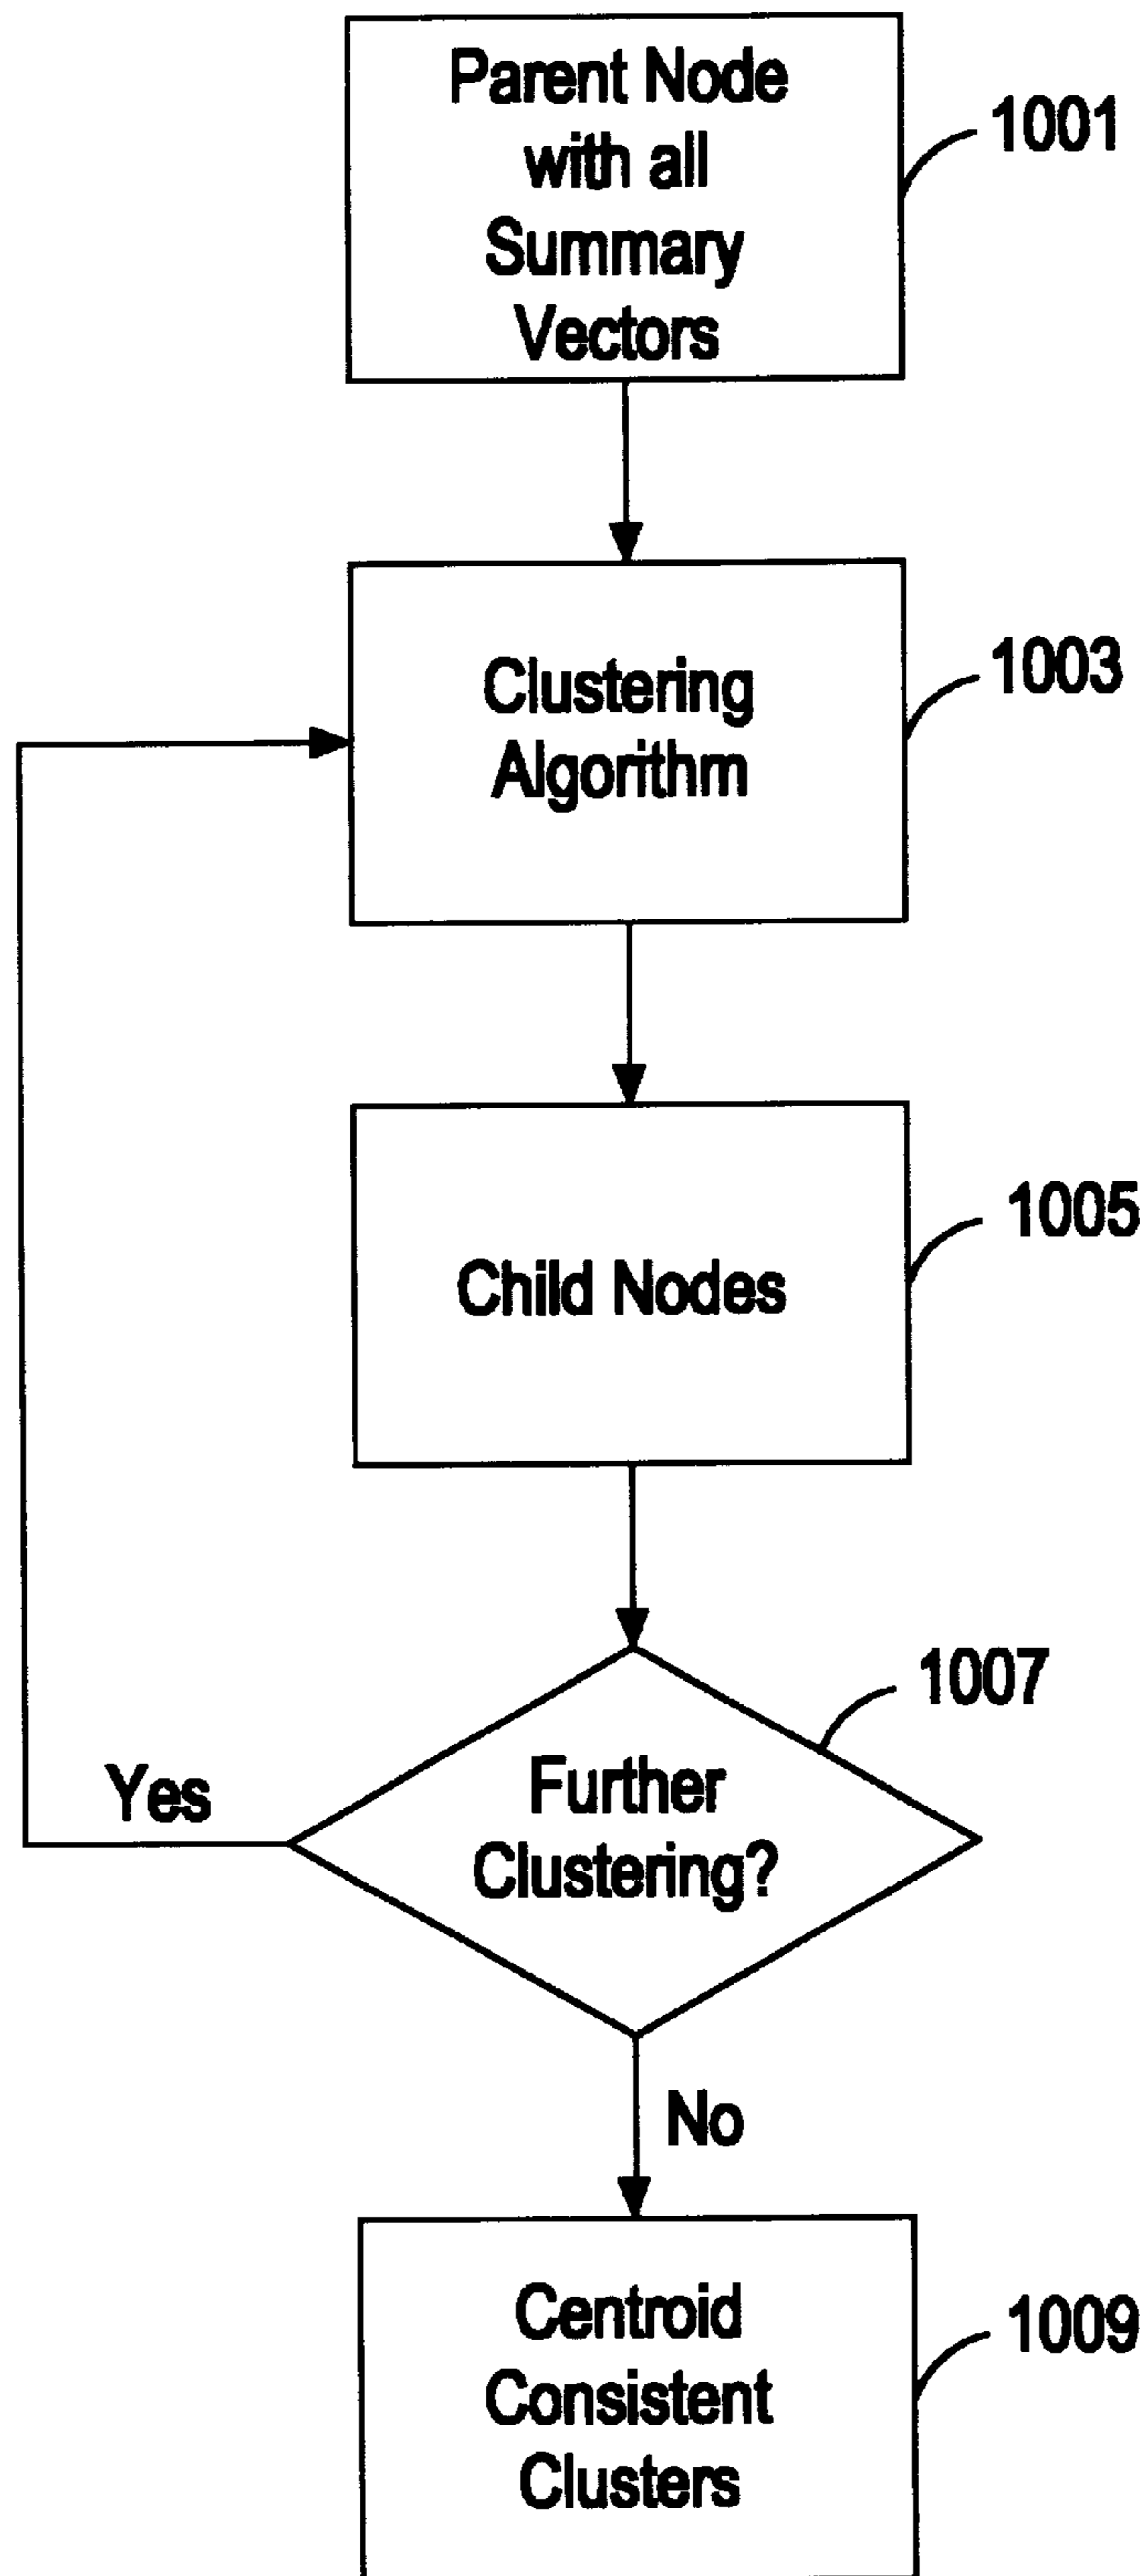 Parent Node
with all
Summary
Vectors
1001
Clustering
Algorithm
1003
Child Nodes
1005
Further
Clustering?
1007
Yes
No
Centroid
Consistent
Clusters
1009